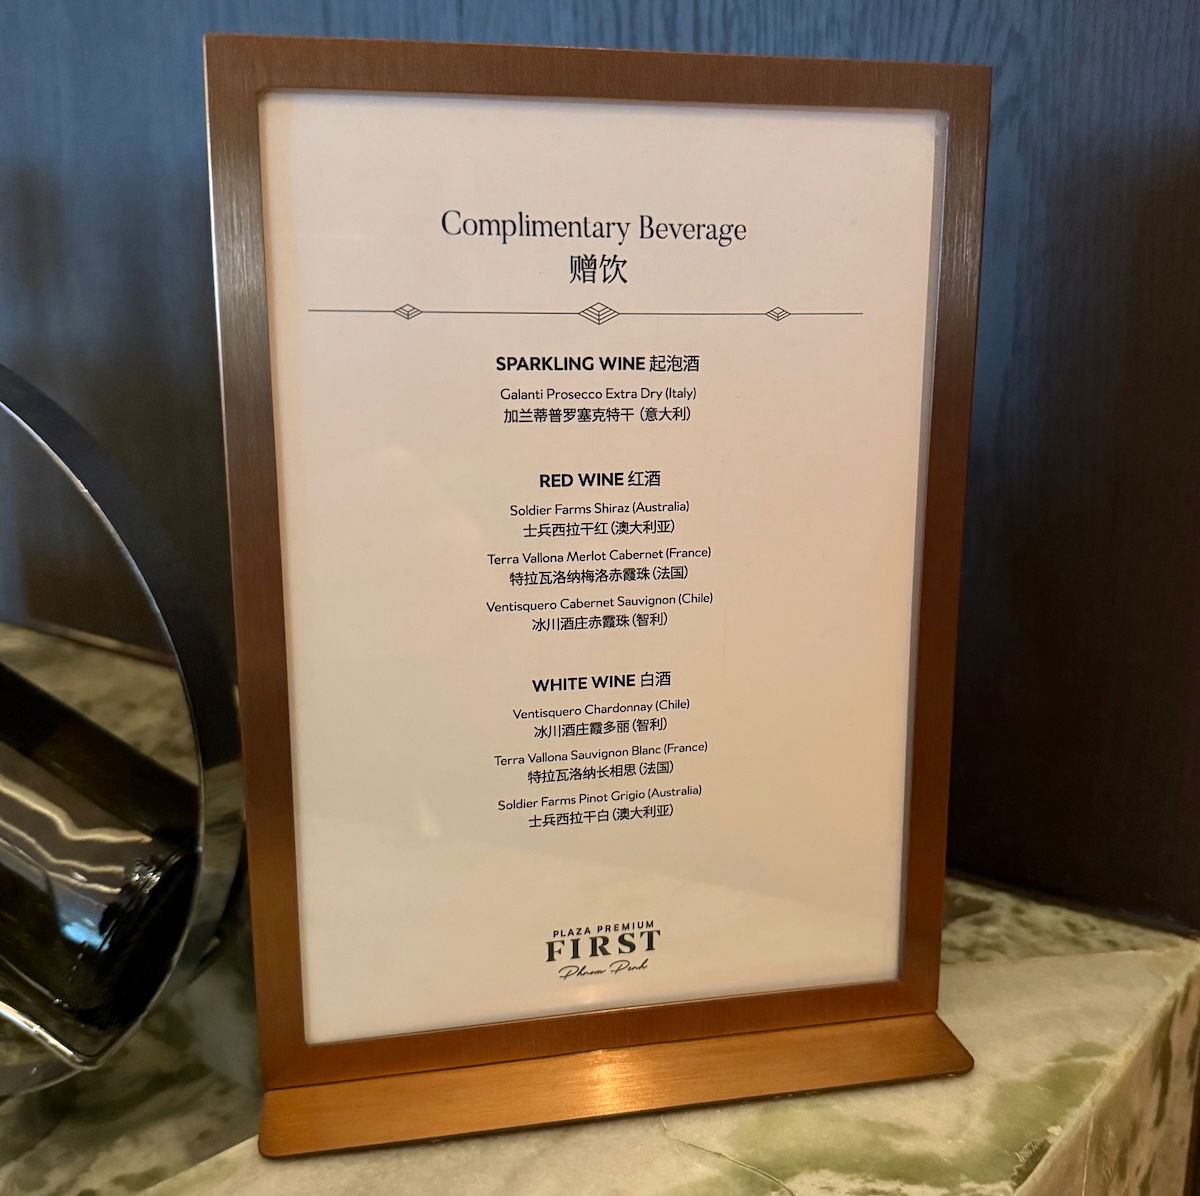 Complimentary Beverage
赠饮
SPARKLING WINE 起泡酒
Galanti Prosecco Extra Dry (Italy)
加兰蒂普罗塞克特干 (意大利)
RED WINE 红酒
Soldier Farms Shiraz (Australia)
士兵西拉干红 (澳大利亚)
Terra Vallona Merlot Cabernet (France)
特拉瓦洛纳梅洛赤霞珠 (法国)
Ventisquero Cabernet Sauvignon (Chile)
冰川酒庄赤霞珠 (智利)
WHITE WINE 白酒
Ventisquero Chardonnay (Chile)
冰川酒庄霞多丽 (智利)
Terra Vallona Sauvignon Blanc (France)
特拉瓦洛纳长相思 (法国)
Soldier Farms Pinot Grigio (Australia)
士兵西拉干白 (澳大利亚)
PLAZA PREMIUM
FIRST
Phnom Penh